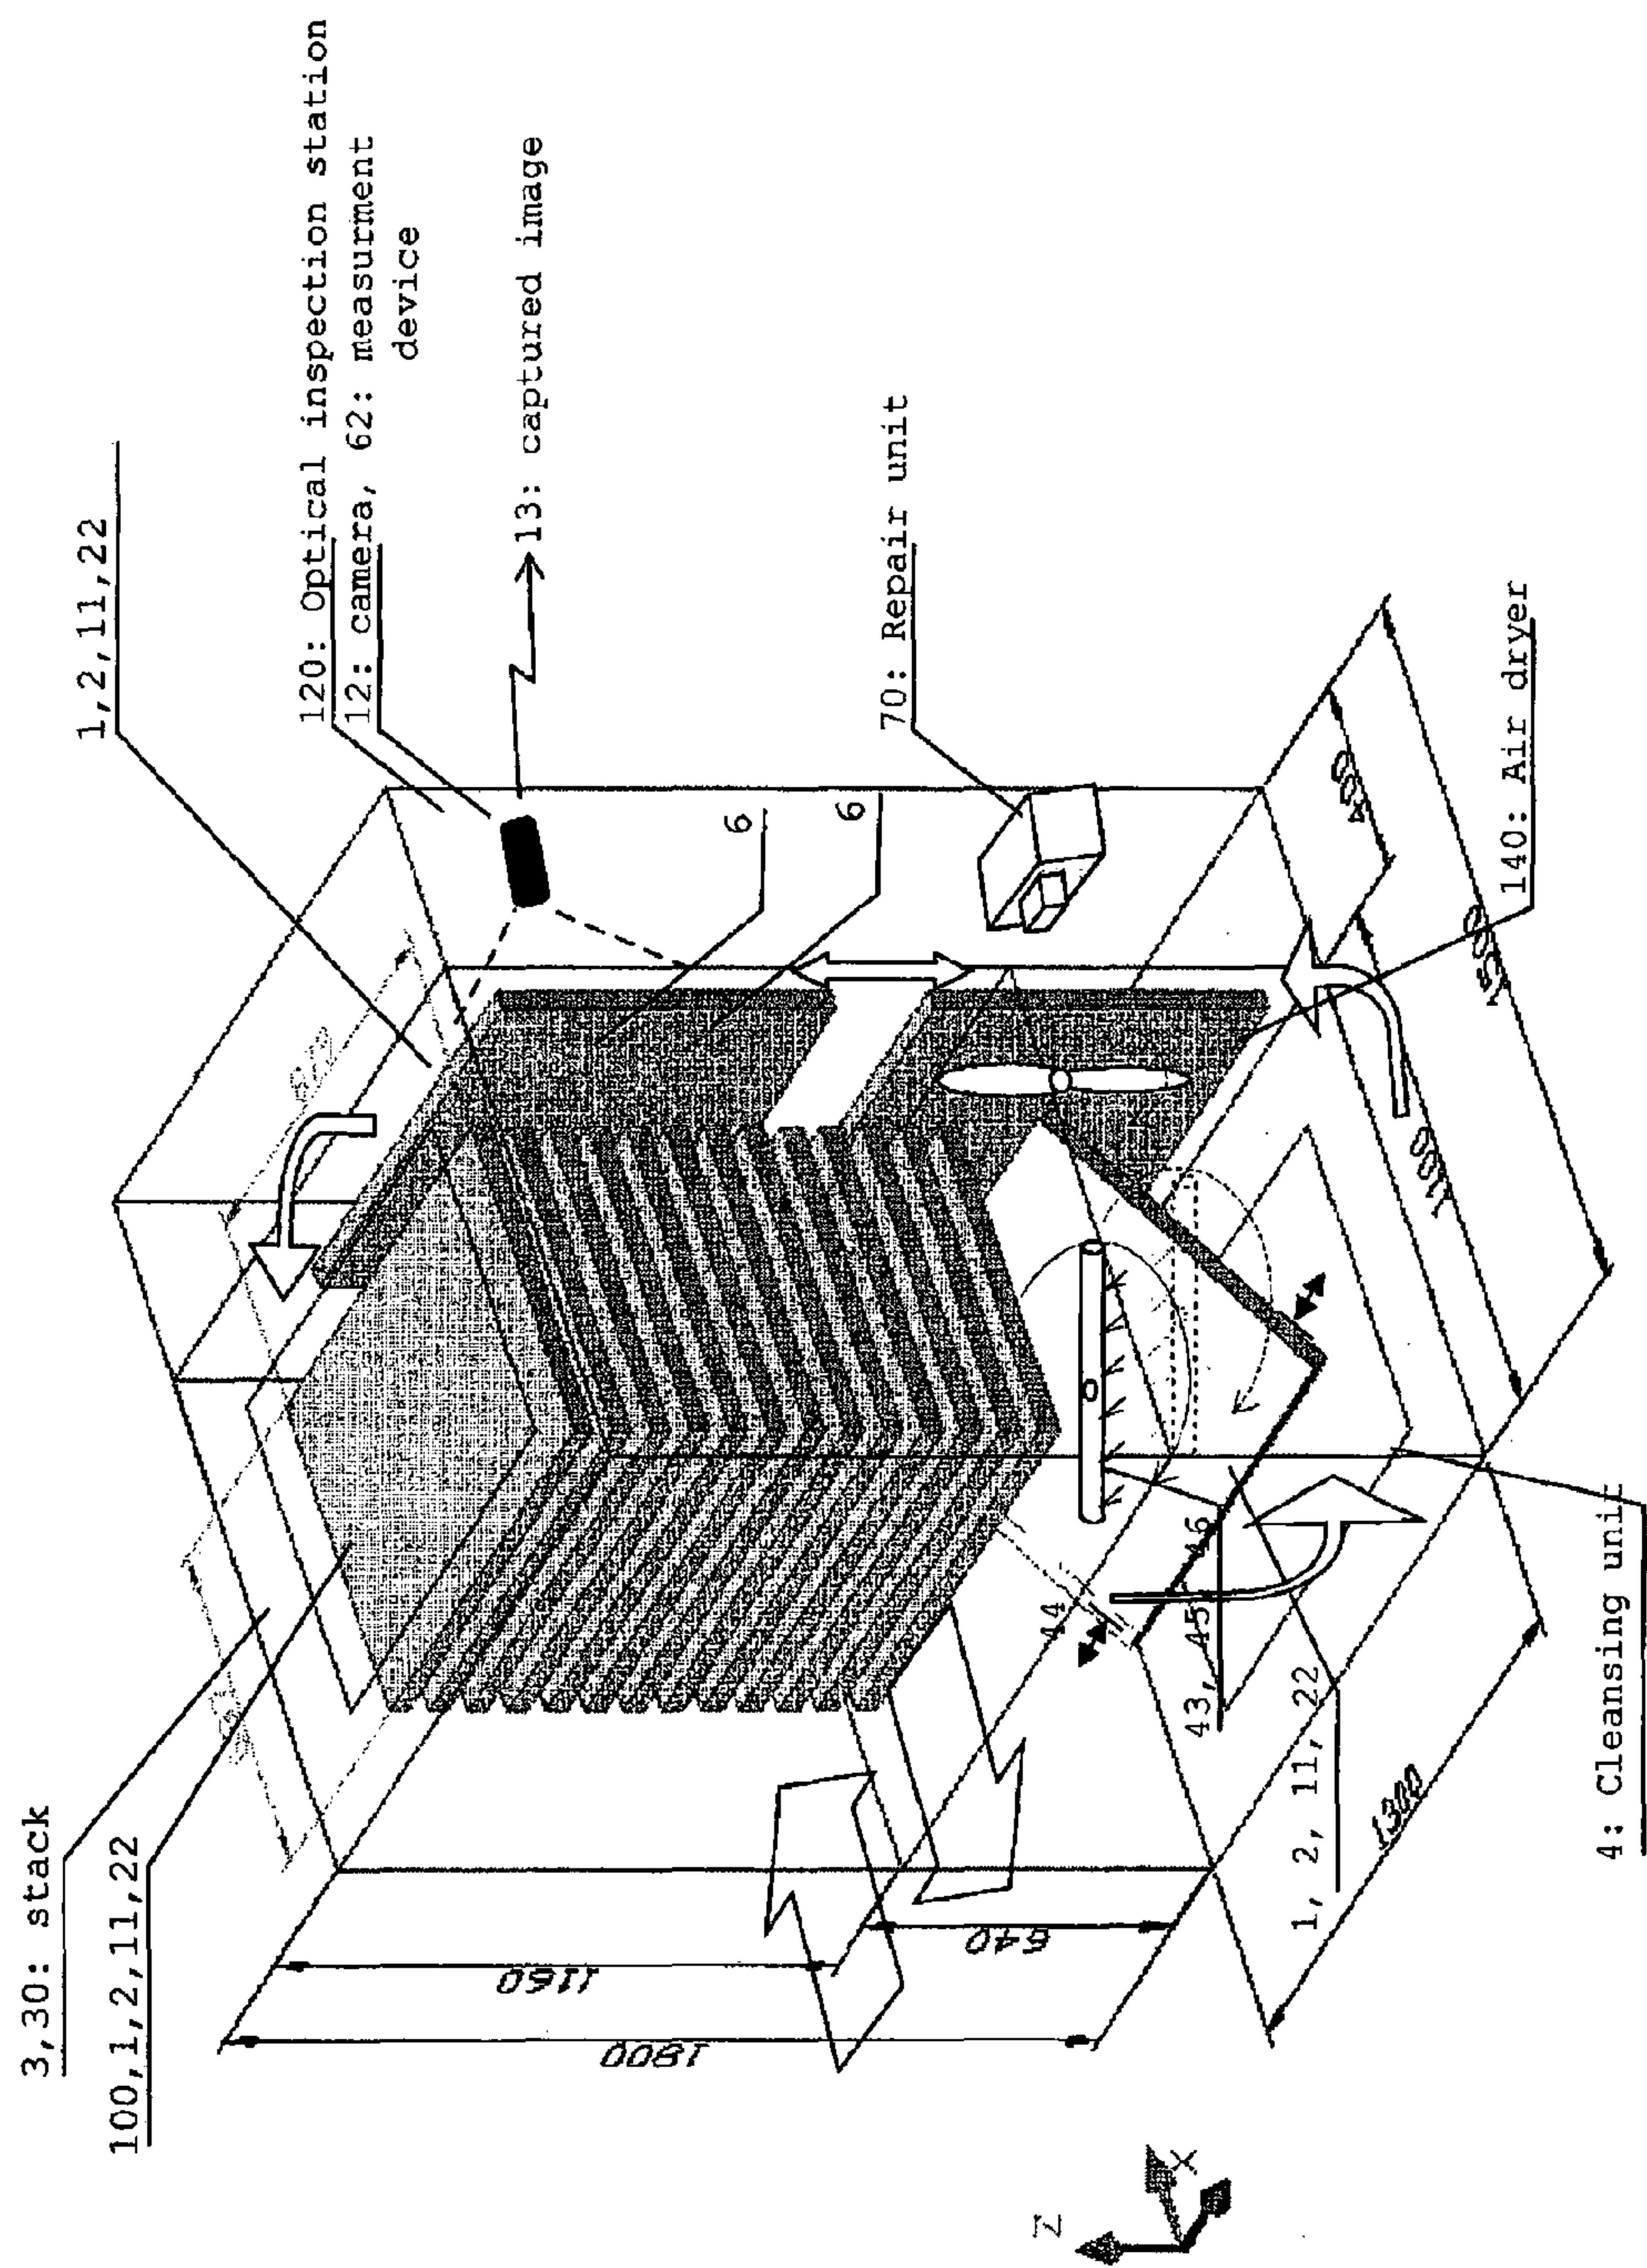 3,30: stack
100,1,2,11,22
1,2,11,22
120: Optical inspection station
12: camera, 62: measurment
device
13: captured image
6
6
70: Repair unit
140: Air dryer
400
1500
1100
1300
4: Cleansing unit
1, 2, 11, 22
43, 45, 46
44
640
1160
1800
Z
X